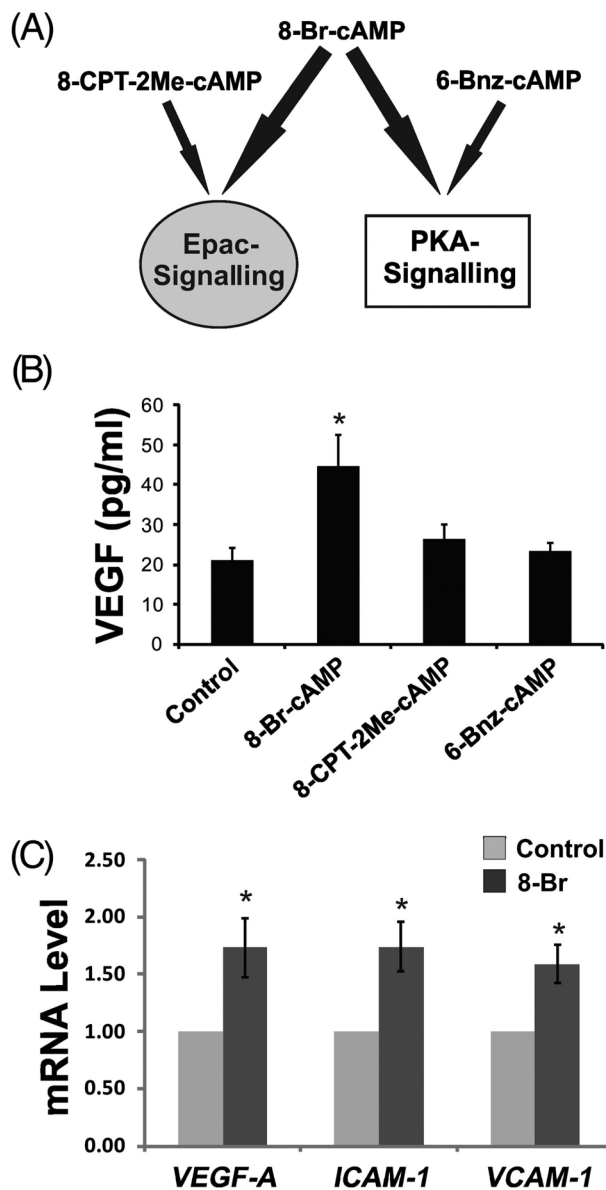 (A)
8-Br-cAMP
8-CPT-2Me-cAMP
6-Bnz-cAMP
Epac-
Signalling
PKA-
Signalling
(B)
VEGF (pg/ml)
60
50
40
30
20
10
0
*
Control
8-Br-cAMP
8-CPT-2Me-cAMP
6-Bnz-cAMP
(C)
Control
8-Br
mRNA Level
2.50
2.00
1.50
1.00
0.50
0.00
*
*
*
VEGF-A
ICAM-1
VCAM-1